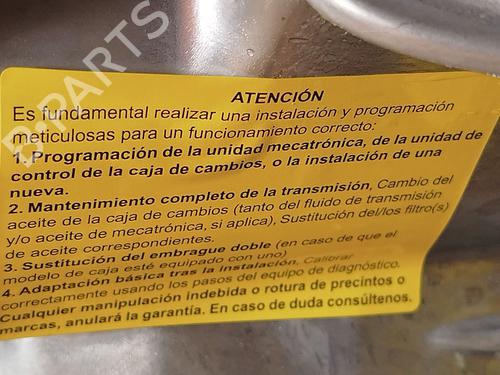 B-PARTS
ATENCIÓN
Es fundamental realizar una instalación y programación
meticulosas para un funcionamiento correcto:
1. Programación de la unidad mecatrónica, de la unidad de
control de la caja de cambios, o la instalación de una
nueva.
2. Mantenimiento completo de la transmisión, Cambio del
aceite de la caja de cambios (tanto del fluido de transmisión
y/o aceite de mecatrónica, si aplica), Sustitución del/los filtro(s)
de aceite correspondientes.
3. Sustitución del embrague doble (en caso de que el
modelo de caja esté equipado con uno)
4. Adaptación básica tras la instalación, Calibrar
correctamente usando los pasos del equipo de diagnóstico.
Cualquier manipulación indebida o rotura de precintos o
marcas, anulará la garantía. En caso de duda consúltenos.